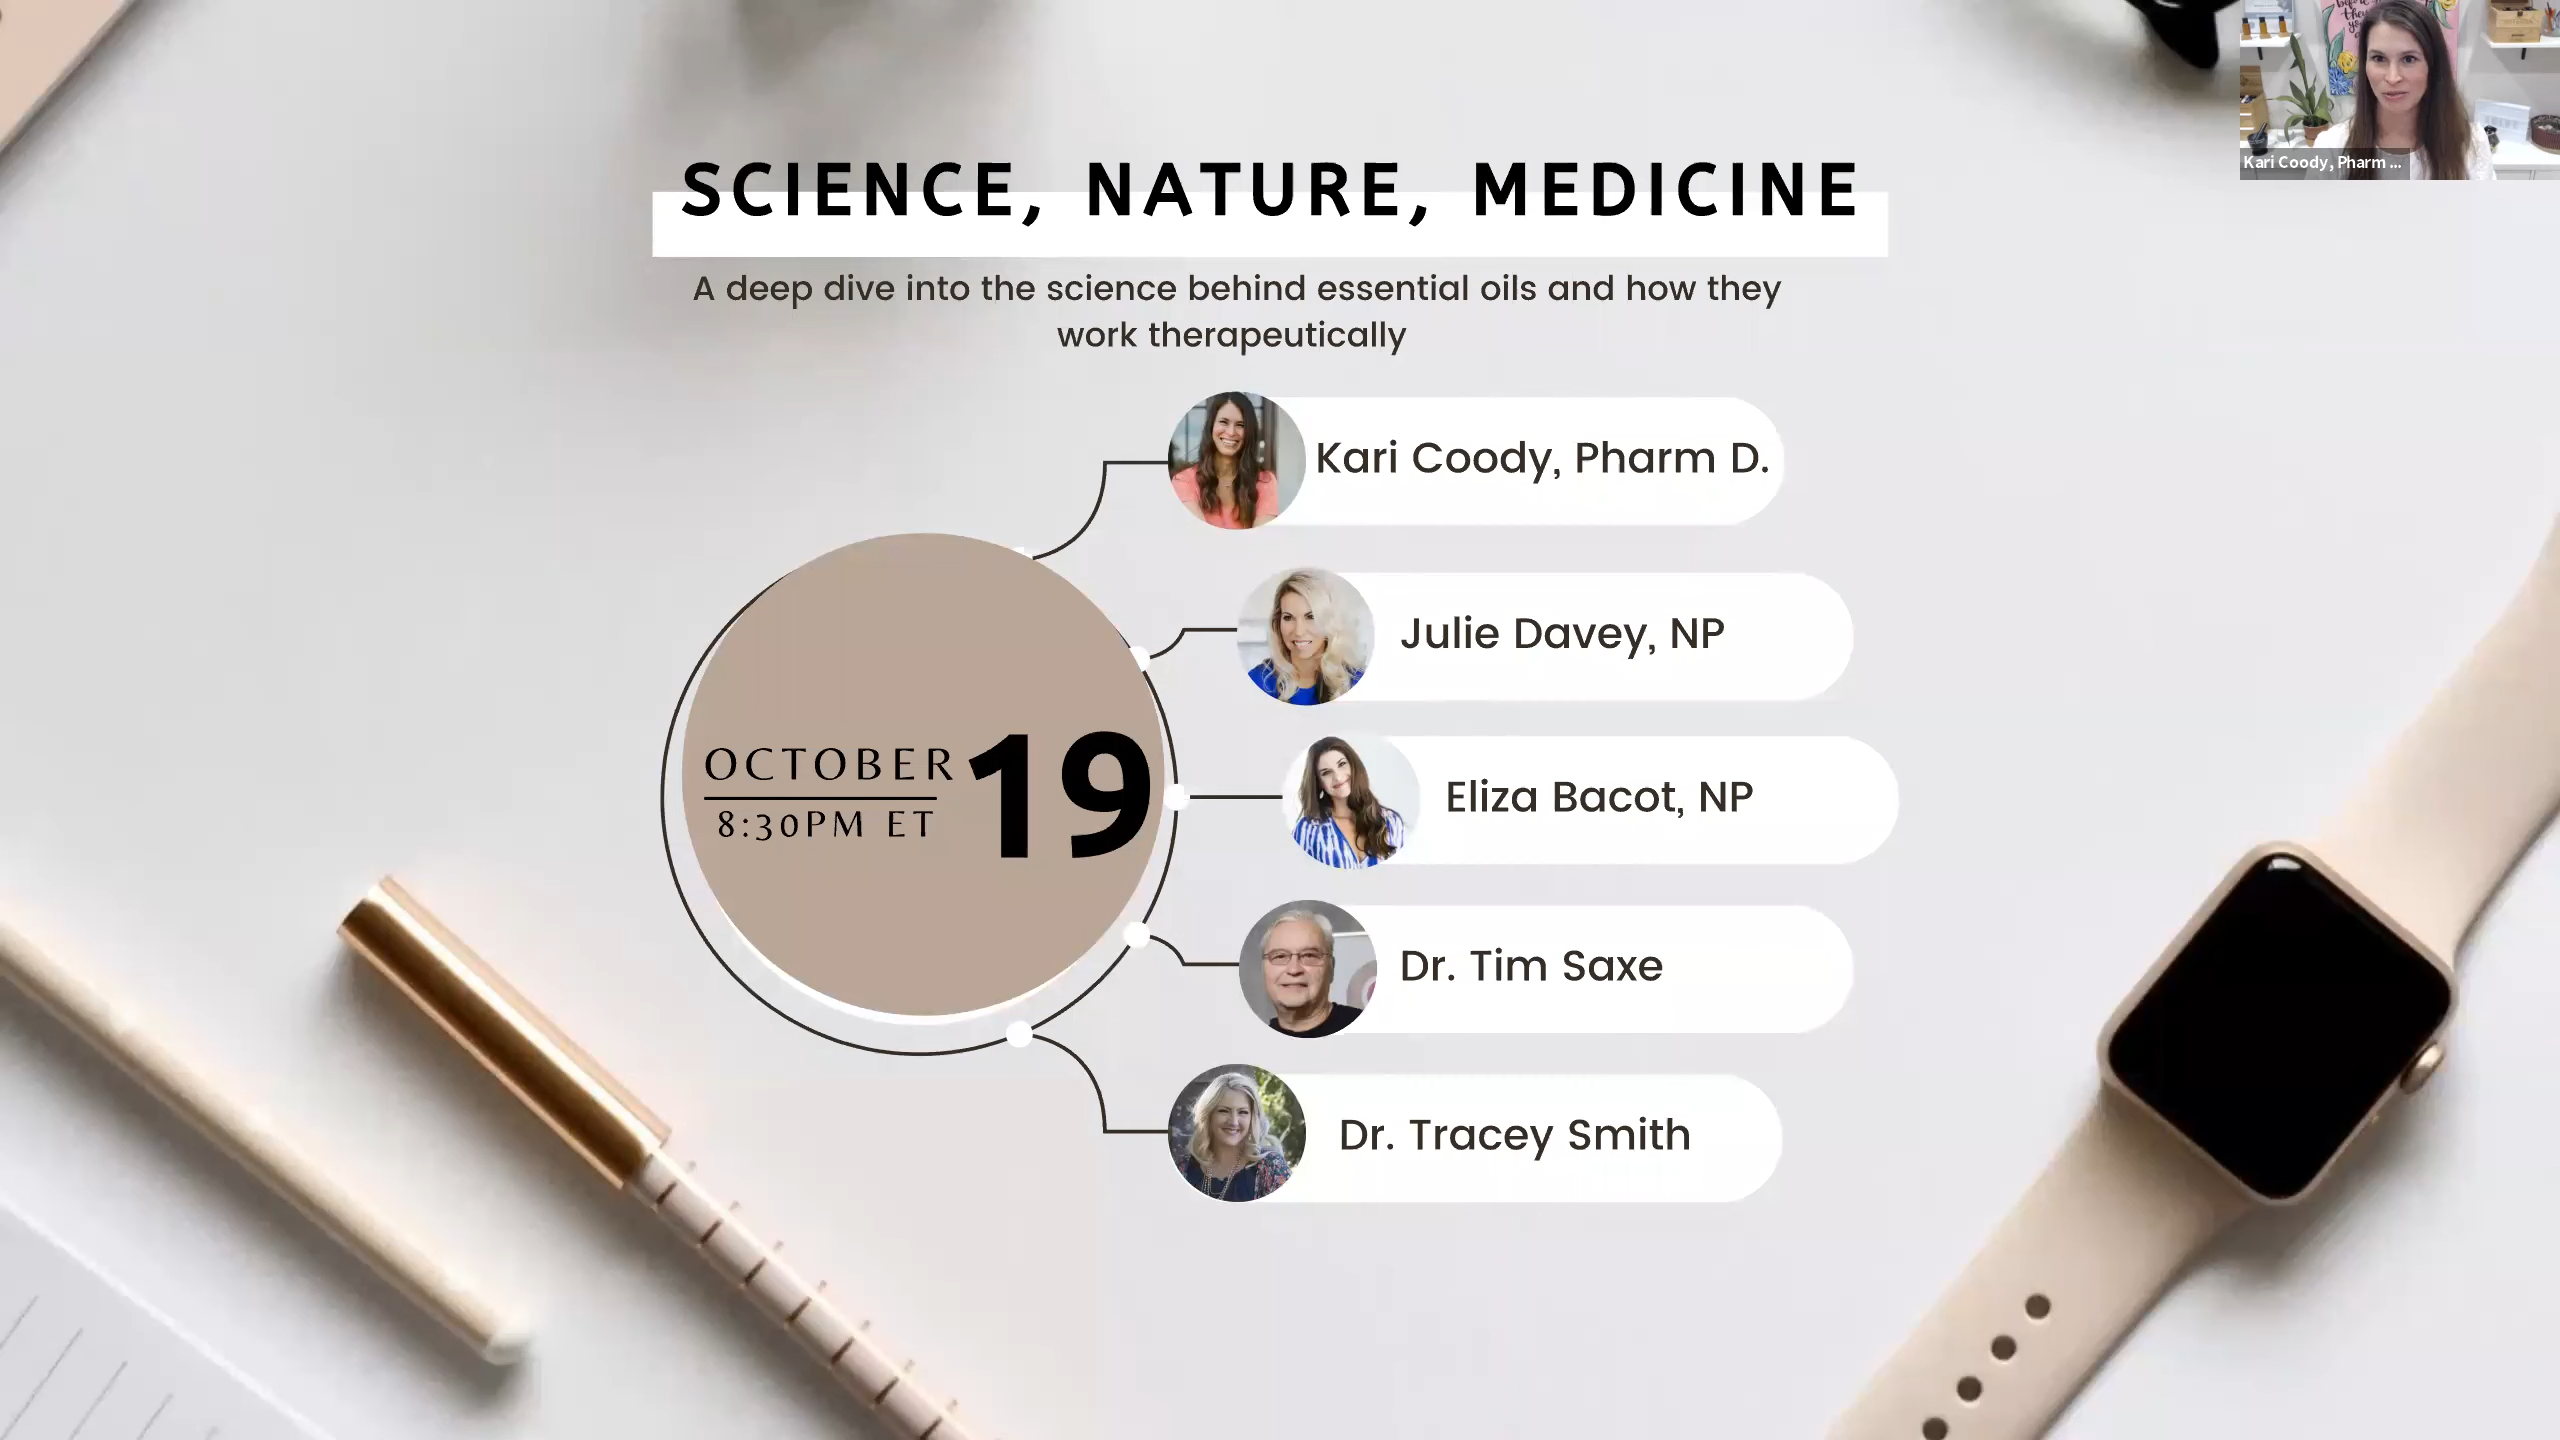 SCIENCE, NATURE, MEDICINE
A deep dive into the science behind essential oils and how they
work therapeutically
Kari Coody, Pharm D.
Julie Davey, NP
OCTOBER 19
8:30PM ET
Eliza Bacot, NP
Dr. Tim Saxe
Dr. Tracey Smith
Kari Coody, Pharm ...